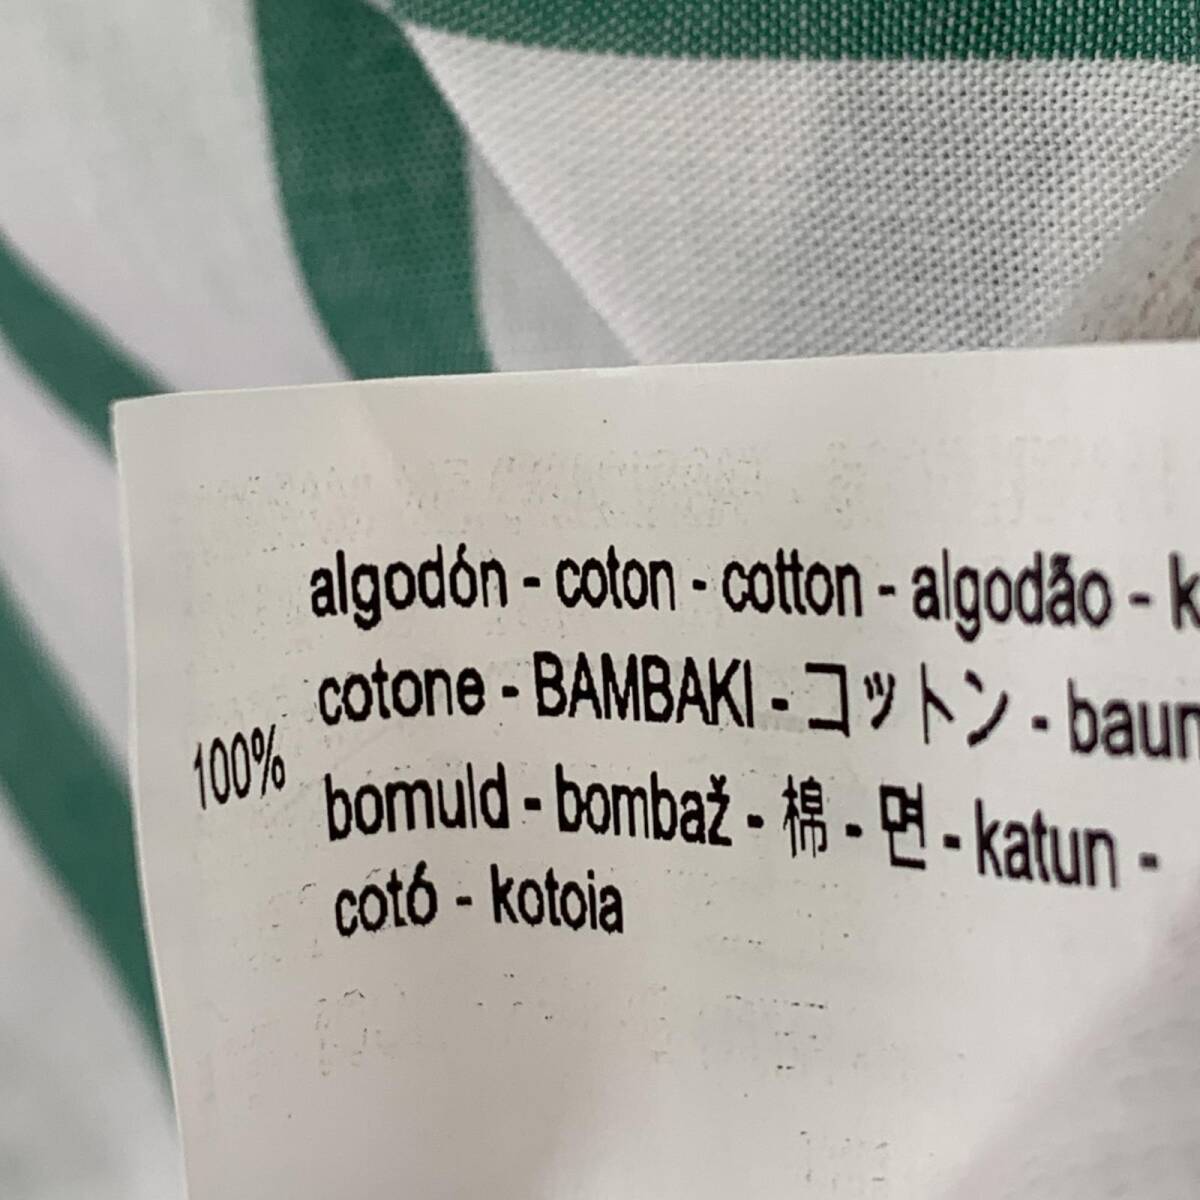 algodón - coton - cotton - algodão -
cotone - BAMBAKI - コットン -
100%
bomuld - bombaž - 棉 - 면 - katun -
cotó - kotoia